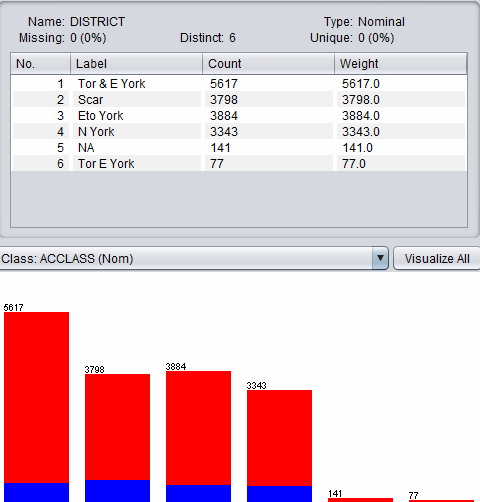 Name: DISTRICT Type: Nominal
Missing: 0 (0%) Distinct: 6 Unique: 0 (0%)
No. Label Count Weight
1 Tor & E York 5617 5617.0
2 Scar 3798 3798.0
3 Eto York 3884 3884.0
4 N York 3343 3343.0
5 NA 141 141.0
6 Tor E York 77 77.0
Class: ACCLASS (Nom) Visualize All
5617
3798 3884
3343
141 77